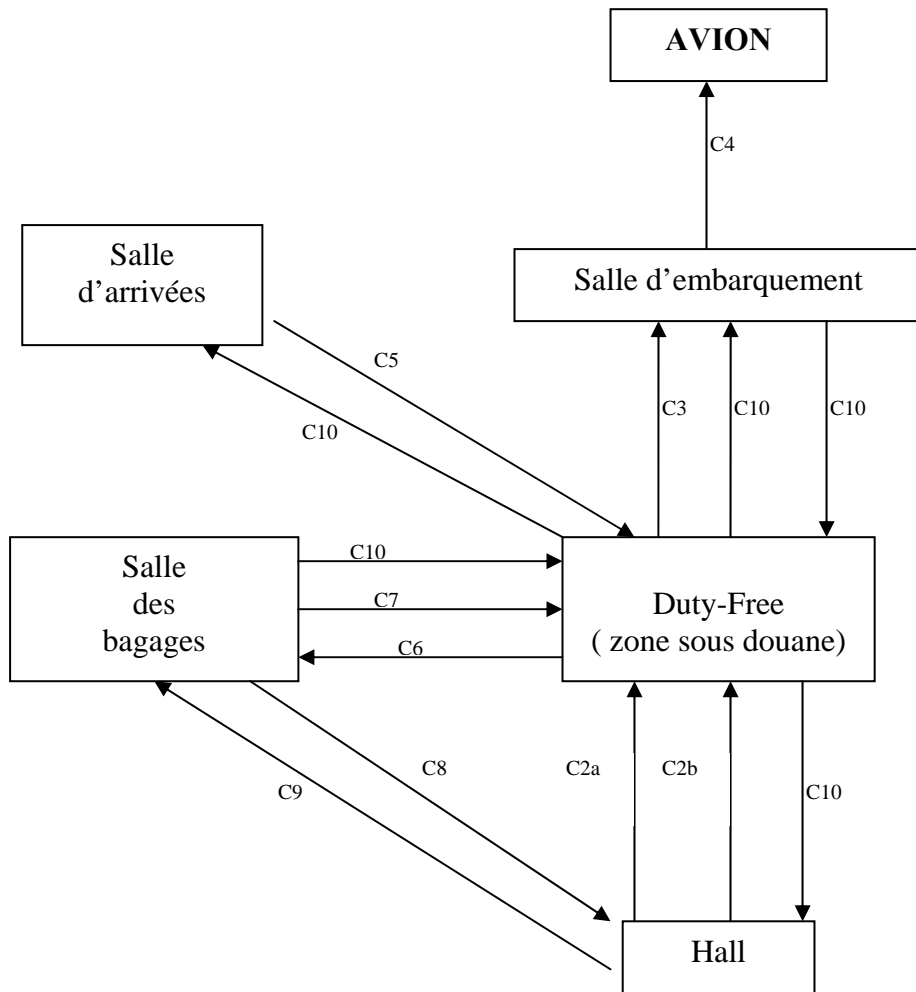 AVION
C4
Salle
d’arrivées
Salle d’embarquement
C5
C10
C3
C10
C10
Salle
des
bagages
C10
C7
C6
Duty-Free
( zone sous douane)
C8
C9
C2a
C2b
C10
Hall